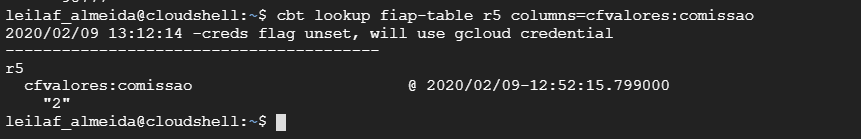 leilaf_almeida@cloudshell:~$ cbt lookup fiap-table r5 columns=cfvalores:comissao
2020/02/09 13:12:14 -creds flag unset, will use gcloud credential
----------------------------------------
r5
  cfvalores:comissao                       @ 2020/02/09-12:52:15.799000
    "2"
leilaf_almeida@cloudshell:~$